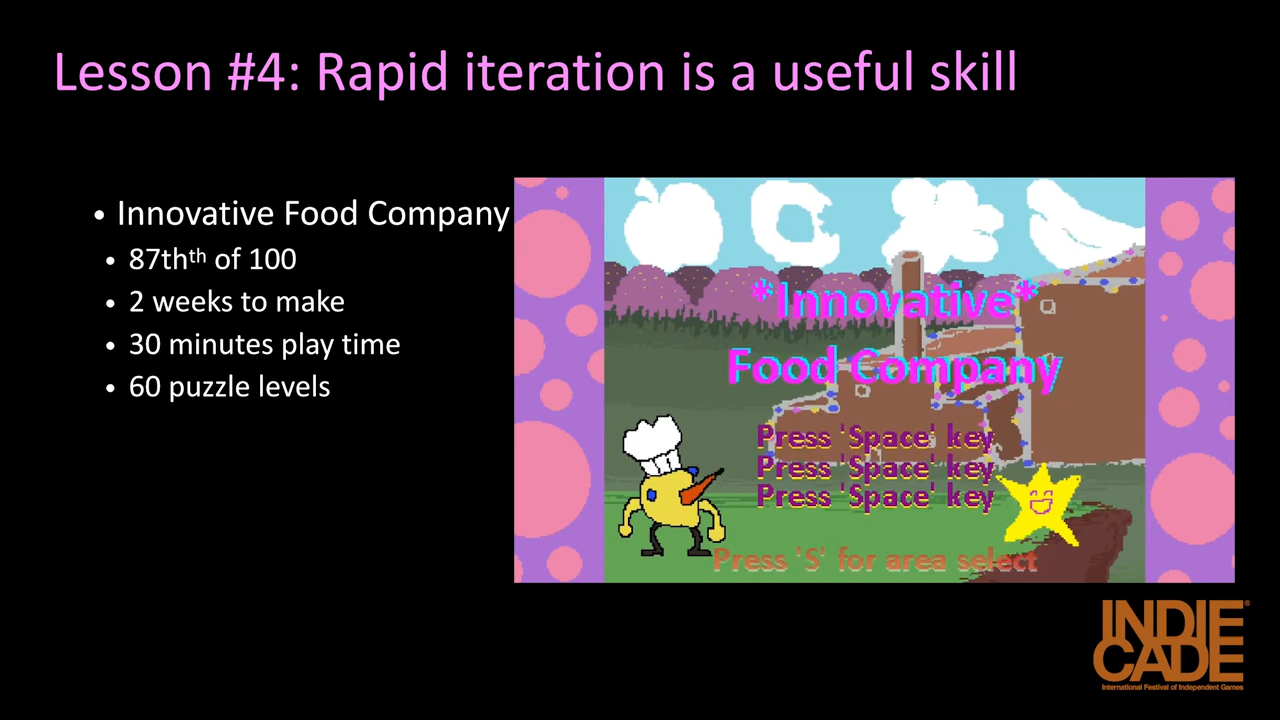 Lesson #4: Rapid iteration is a useful skill
• Innovative Food Company
• 87thth of 100
• 2 weeks to make
• 30 minutes play time
• 60 puzzle levels
*Innovative*
Food Company
Press 'Space' key
Press 'Space' key
Press 'Space' key
Press 'S' for area select
INDIE
CADE
International Festival of Independent Games